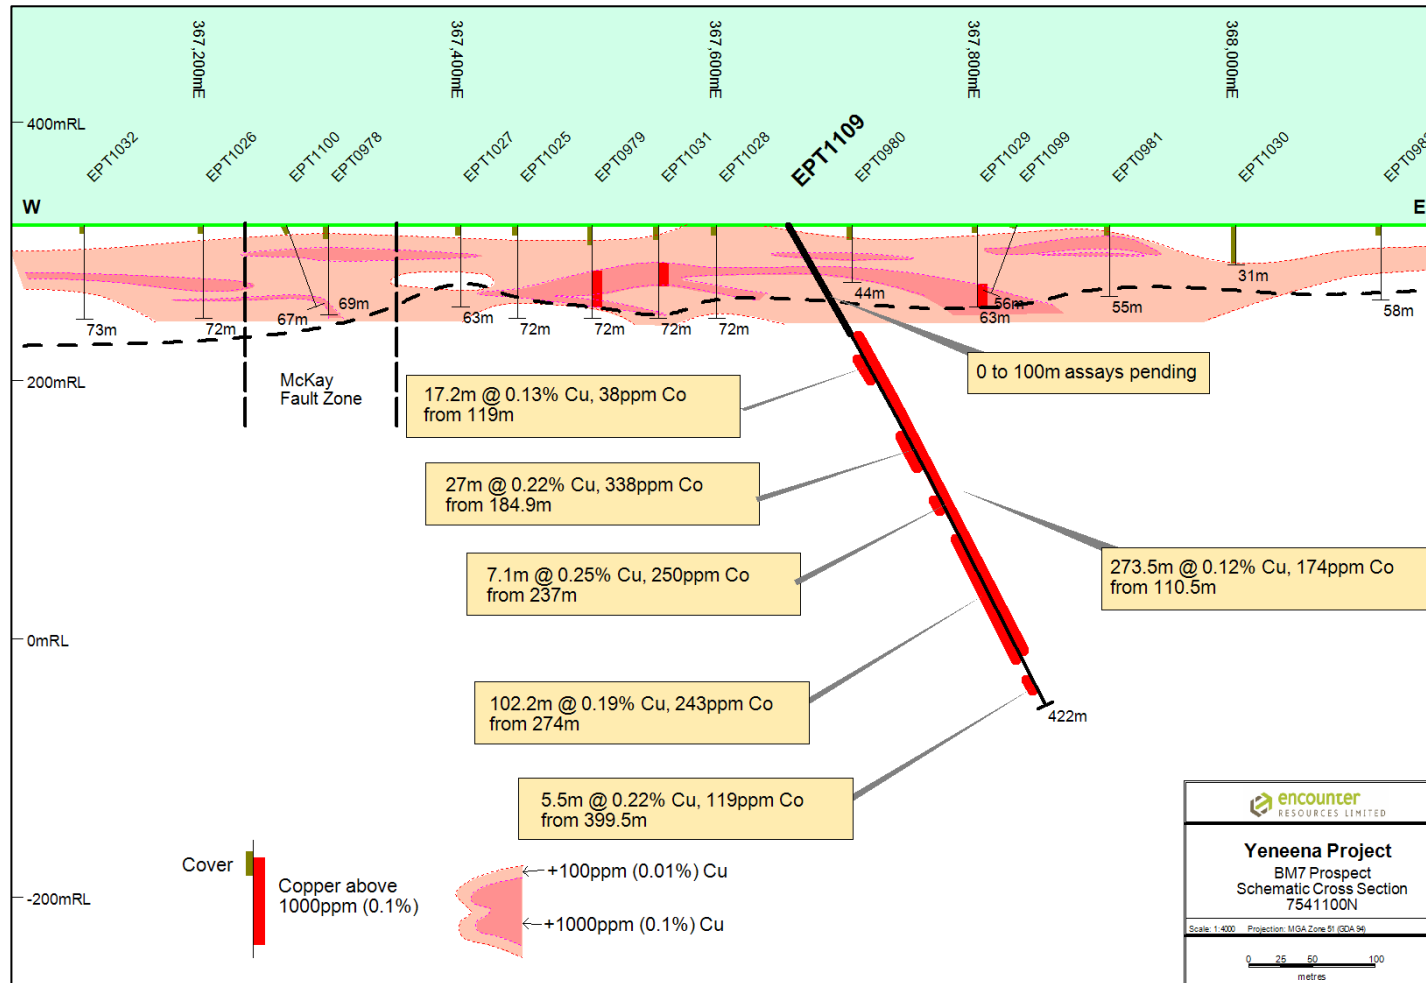 367,200mE
367,400mE
367,600mE
367,800mE
368,000mE
400mRL
EPT1032
EPT1026
EPT1100
EPT0978
EPT1027
EPT1025
EPT0979
EPT1031
EPT1028
EPT1109
EPT0980
EPT1029
EPT1099
EPT0981
EPT1030
W
E
73m
72m
67m
69m
63m
72m
72m
72m
72m
44m
56m
63m
55m
31m
58m
200mRL
McKay
Fault Zone
0 to 100m assays pending
17.2m @ 0.13% Cu, 38ppm Co
from 119m
27m @ 0.22% Cu, 338ppm Co
from 184.9m
7.1m @ 0.25% Cu, 250ppm Co
from 237m
273.5m @ 0.12% Cu, 174ppm Co
from 110.5m
0mRL
102.2m @ 0.19% Cu, 243ppm Co
from 274m
422m
5.5m @ 0.22% Cu, 119ppm Co
from 399.5m
-200mRL
Cover
Copper above
1000ppm (0.1%)
+100ppm (0.01%) Cu
+1000ppm (0.1%) Cu
encounter
RESOURCES LIMITED
Yeneena Project
BM7 Prospect
Schematic Cross Section
7541100N
Scale: 1:4000 Projection: MGA Zone 51 (GDA 94)
0 25 50 100
metres